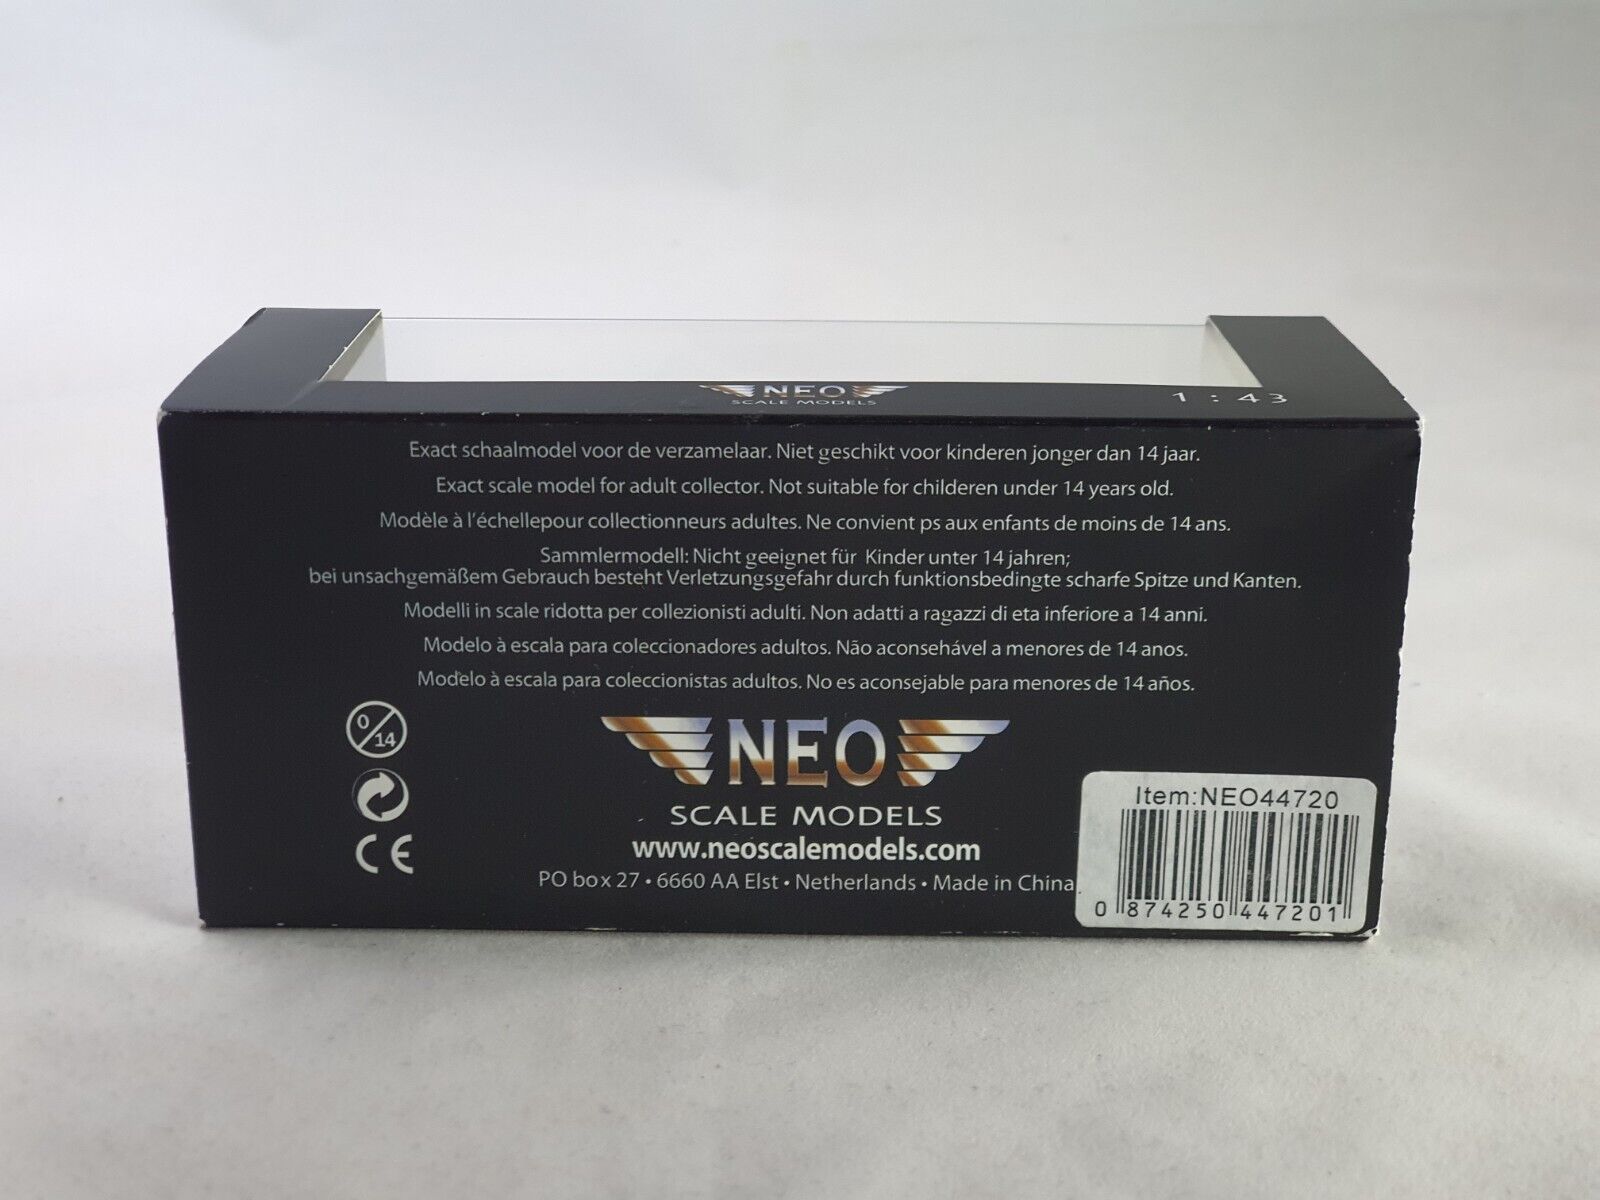 NEO
SCALE MODELS
1 : 43
Exact schaalmodel voor de verzamelaar. Niet geschikt voor kinderen jonger dan 14 jaar.
Exact scale model for adult collector. Not suitable for childeren under 14 years old.
Modèle à l'échellepour collectionneurs adultes. Ne convient ps aux enfants de moins de 14 ans.
Sammlermodell: Nicht geeignet für Kinder unter 14 jahren;
bei unsachgemäßem Gebrauch besteht Verletzungsgefahr durch funktionsbedingte scharfe Spitze und Kanten.
Modelli in scale ridotta per collezionisti adulti. Non adatti a ragazzi di eta inferiore a 14 anni.
Modelo à escala para coleccionadores adultos. Não aconsehável a menores de 14 anos.
Modelo à escala para coleccionistas adultos. No es aconsejable para menores de 14 años.
0/14
CE
NEO
SCALE MODELS
www.neoscalemodels.com
PO box 27 • 6660 AA Elst • Netherlands • Made in China
Item:NEO44720
0 874250 447201